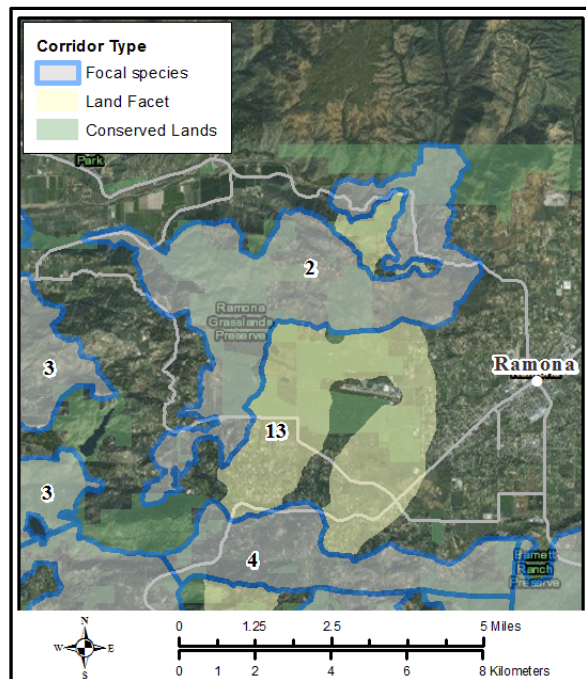 Corridor Type
Focal species
Land Facet
Conserved Lands
Park
2
Ramona
Grasslands
Preserve
3
Ramona
13
3
4
Barnett
Ranch
Preserve
N
W E
S
0 1.25 2.5 5 Miles
0 1 2 4 6 8 Kilometers